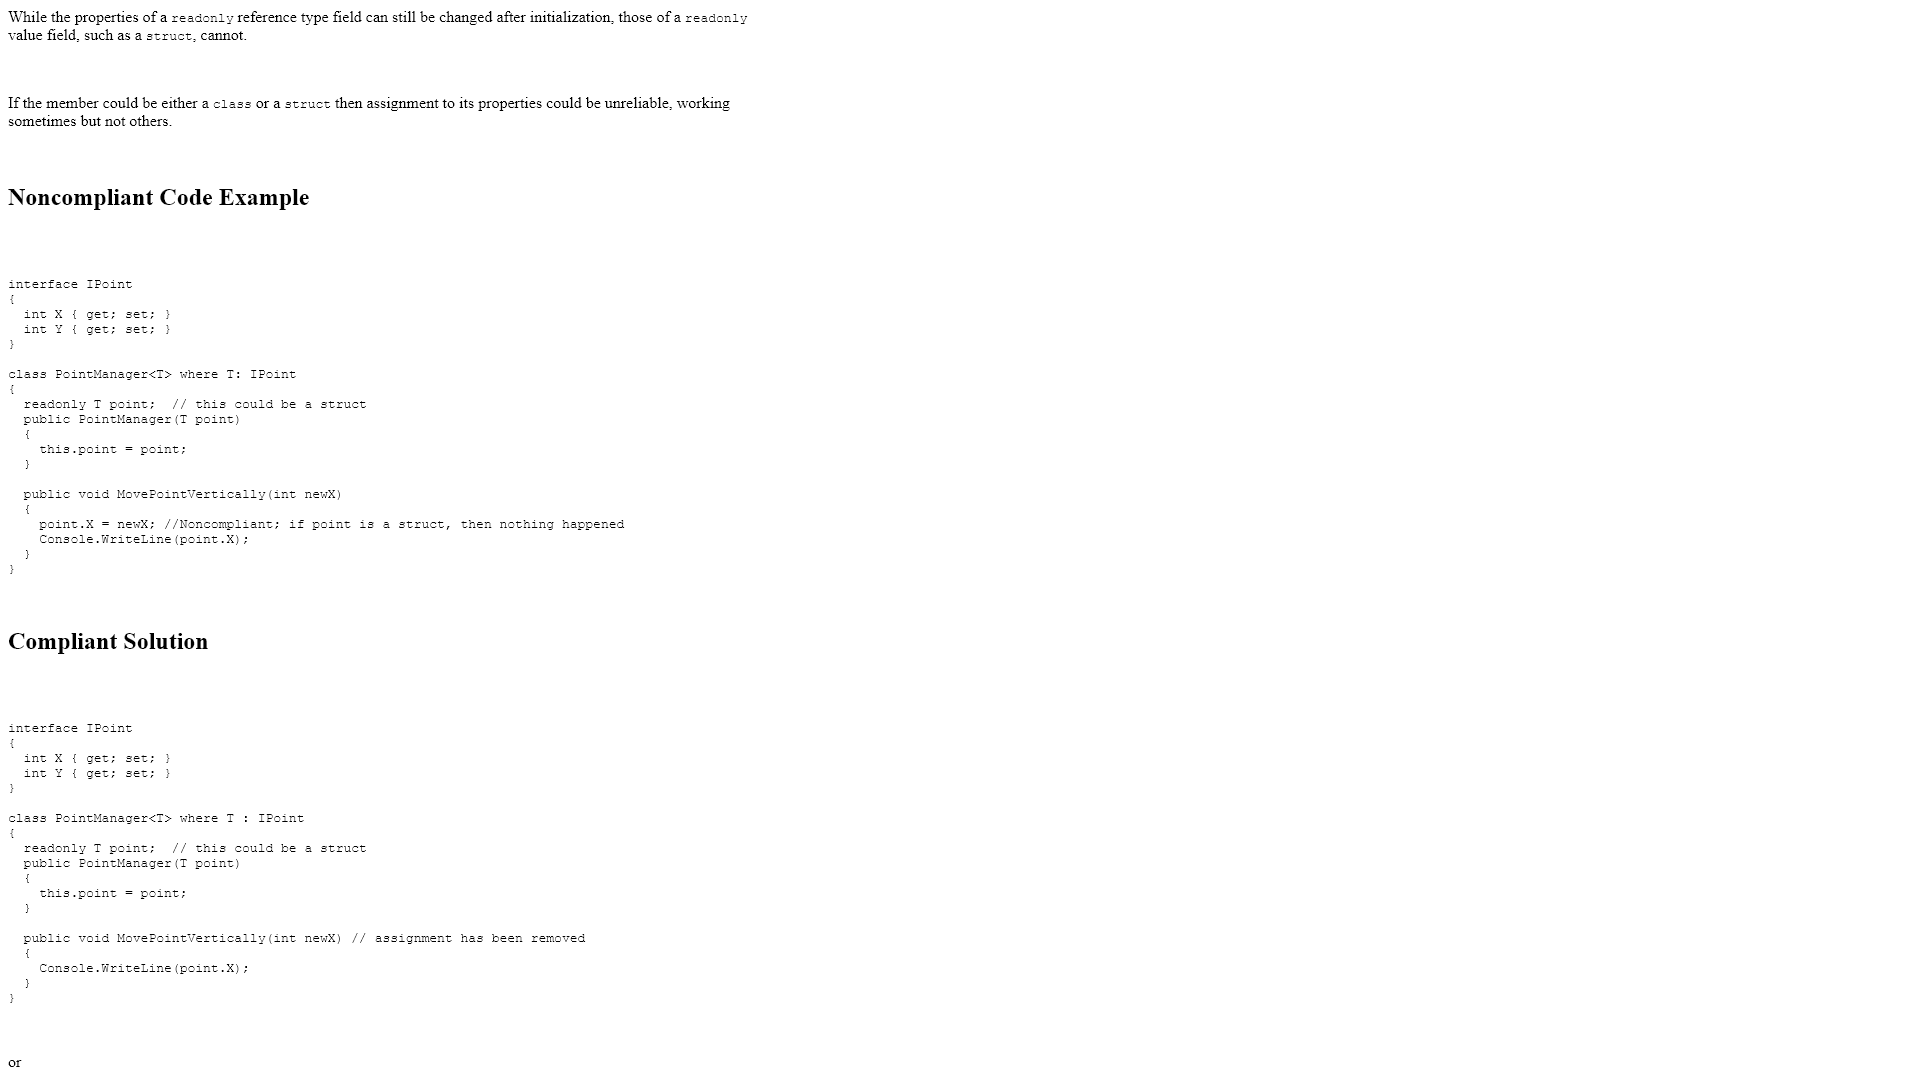 While the properties of a readonly reference type field can still be changed after initialization, those of a readonly
value field, such as a struct, cannot.
If the member could be either a class or a struct then assignment to its properties could be unreliable, working
sometimes but not others.
Noncompliant Code Example
interface IPoint
{
  int X { get; set; }
  int Y { get; set; }
}
class PointManager<T> where T: IPoint
{
  readonly T point;  // this could be a struct
  public PointManager(T point)
  {
    this.point = point;
  }
  public void MovePointVertically(int newX)
  {
    point.X = newX; //Noncompliant; if point is a struct, then nothing happened
    Console.WriteLine(point.X);
  }
}
Compliant Solution
interface IPoint
{
  int X { get; set; }
  int Y { get; set; }
}
class PointManager<T> where T : IPoint
{
  readonly T point;  // this could be a struct
  public PointManager(T point)
  {
    this.point = point;
  }
  public void MovePointVertically(int newX) // assignment has been removed
  {
    Console.WriteLine(point.X);
  }
}
or